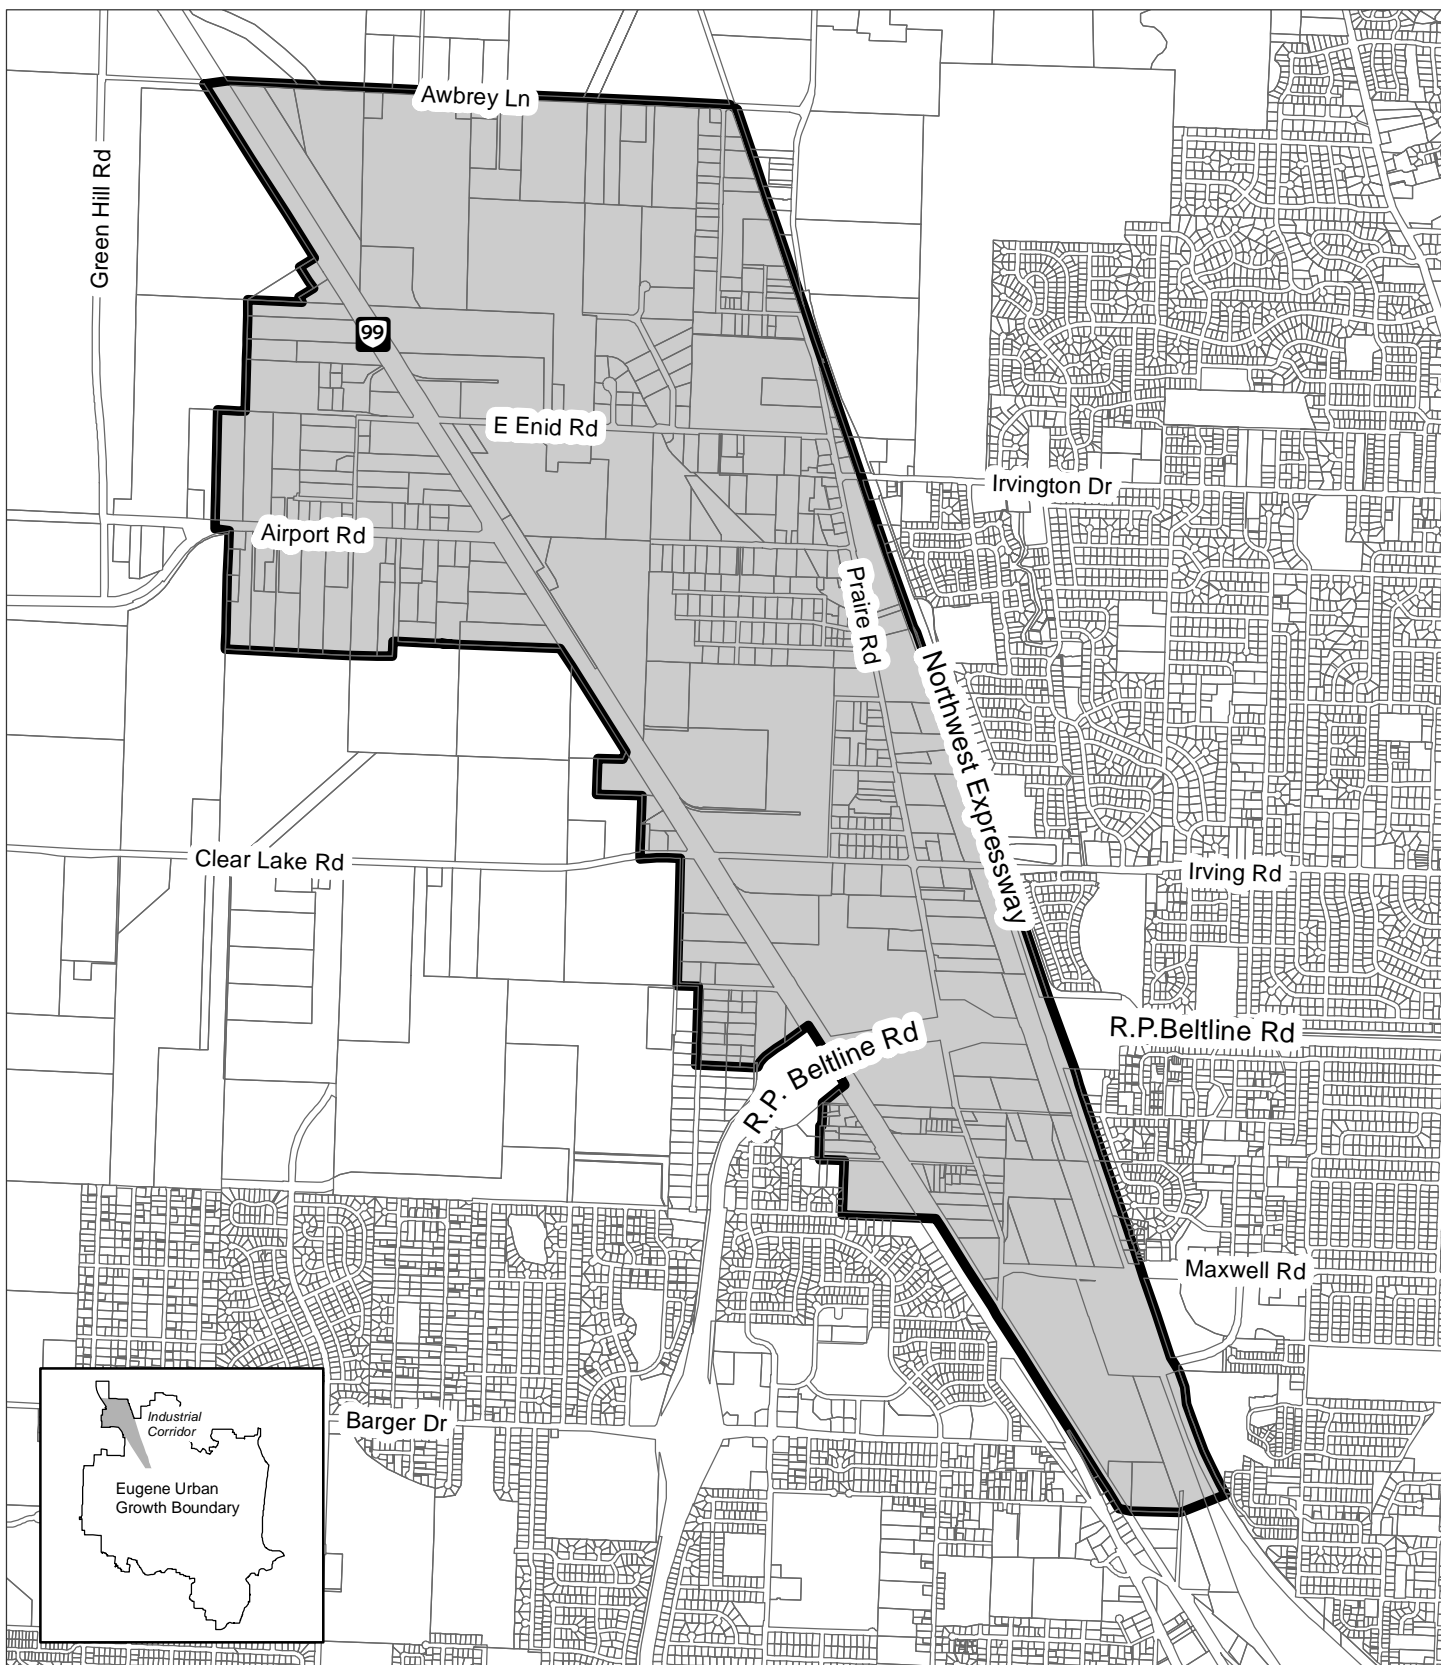 Awbrey Ln
Green Hill Rd
99
E Enid Rd
Irvington Dr
Airport Rd
Praire Rd
Northwest Expressway
Clear Lake Rd
Irving Rd
R.P. Beltline Rd
R.P.Beltline Rd
Maxwell Rd
Barger Dr
Industrial
Corridor
Eugene Urban
Growth Boundary